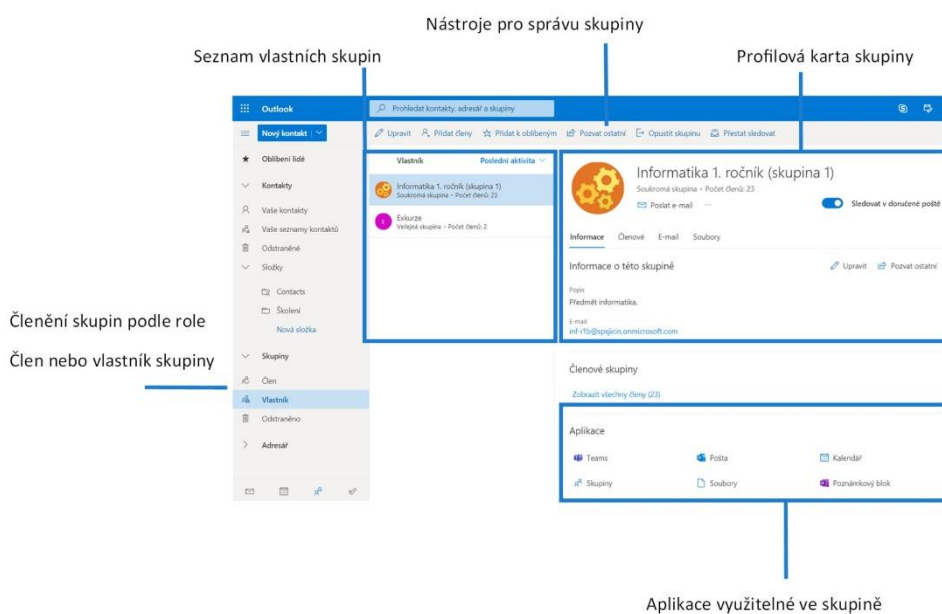 Nástroje pro správu skupiny
Seznam vlastních skupin
Profilová karta skupiny
Outlook
Prohledat kontakty, adresář a skupiny
Nový kontakt
Upravit
Přidat členy
Přidat k oblíbeným
Pozvat ostatní
Opustit skupinu
Přestat sledovat
Oblíbení lidé
Kontakty
Vaše kontakty
Vaše seznamy kontaktů
Odstraněné
Složky
Contacts
Školení
Nová složka
Skupiny
Člen
Vlastník
Odstraněno
Adresář
Členění skupin podle role
Člen nebo vlastník skupiny
Vlastník
Poslední aktivita
Informatika 1. ročník (skupina 1)
Soukromá skupina • Počet členů: 23
E
Exkurze
Veřejná skupina • Počet členů: 2
Informatika 1. ročník (skupina 1)
Soukromá skupina • Počet členů: 23
Poslat e-mail ···
Sledovat v doručené poště
Informace
Členové
E-mail
Soubory
Informace o této skupině
Upravit
Pozvat ostatní
Popis
Předmět informatika.
E-mail
inf-i1b@spsjicin.onmicrosoft.com
Členové skupiny
Zobrazit všechny členy (23)
Aplikace
Teams
Pošta
Kalendář
Skupiny
Soubory
Poznámkový blok
Aplikace využitelné ve skupině